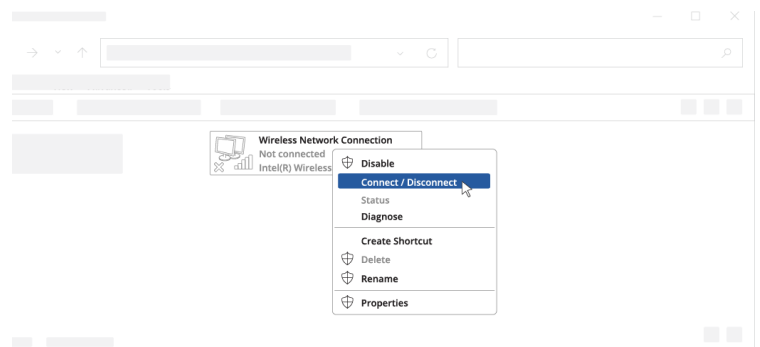 Wireless Network Connection
Not connected
Intel(R) Wireless
Disable
Connect / Disconnect
Status
Diagnose
Create Shortcut
Delete
Rename
Properties